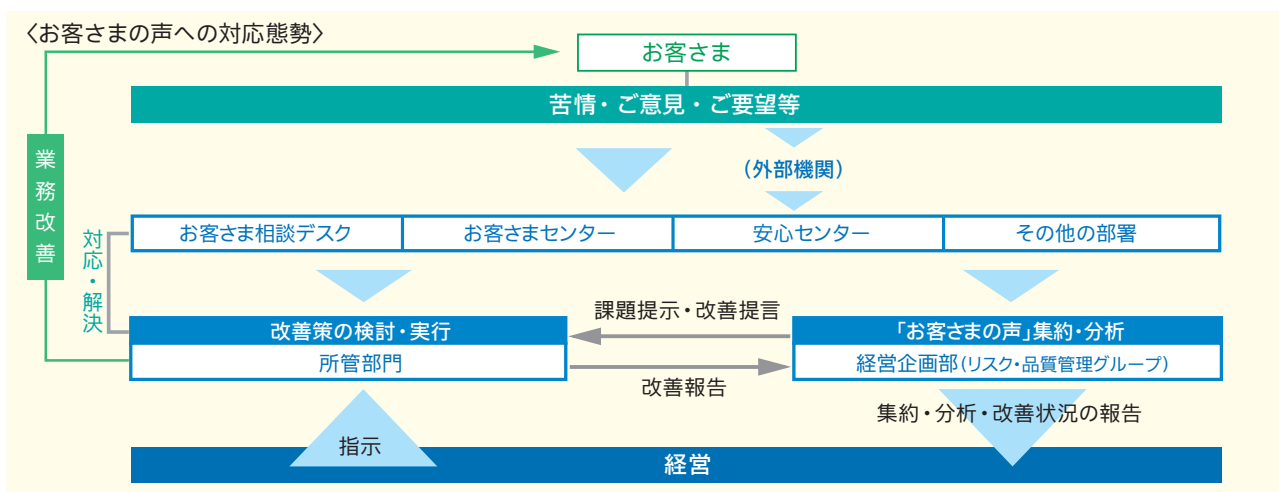 〈お客さまの声への対応態勢〉
お客さま
苦情・ご意見・ご要望等
（外部機関）
業務改善
お客さま相談デスク
お客さまセンター
安心センター
その他の部署
対応・解決
課題提示・改善提言
改善策の検討・実行
所管部門
「お客さまの声」集約・分析
経営企画部(リスク・品質管理グループ)
改善報告
集約・分析・改善状況の報告
指示
経営